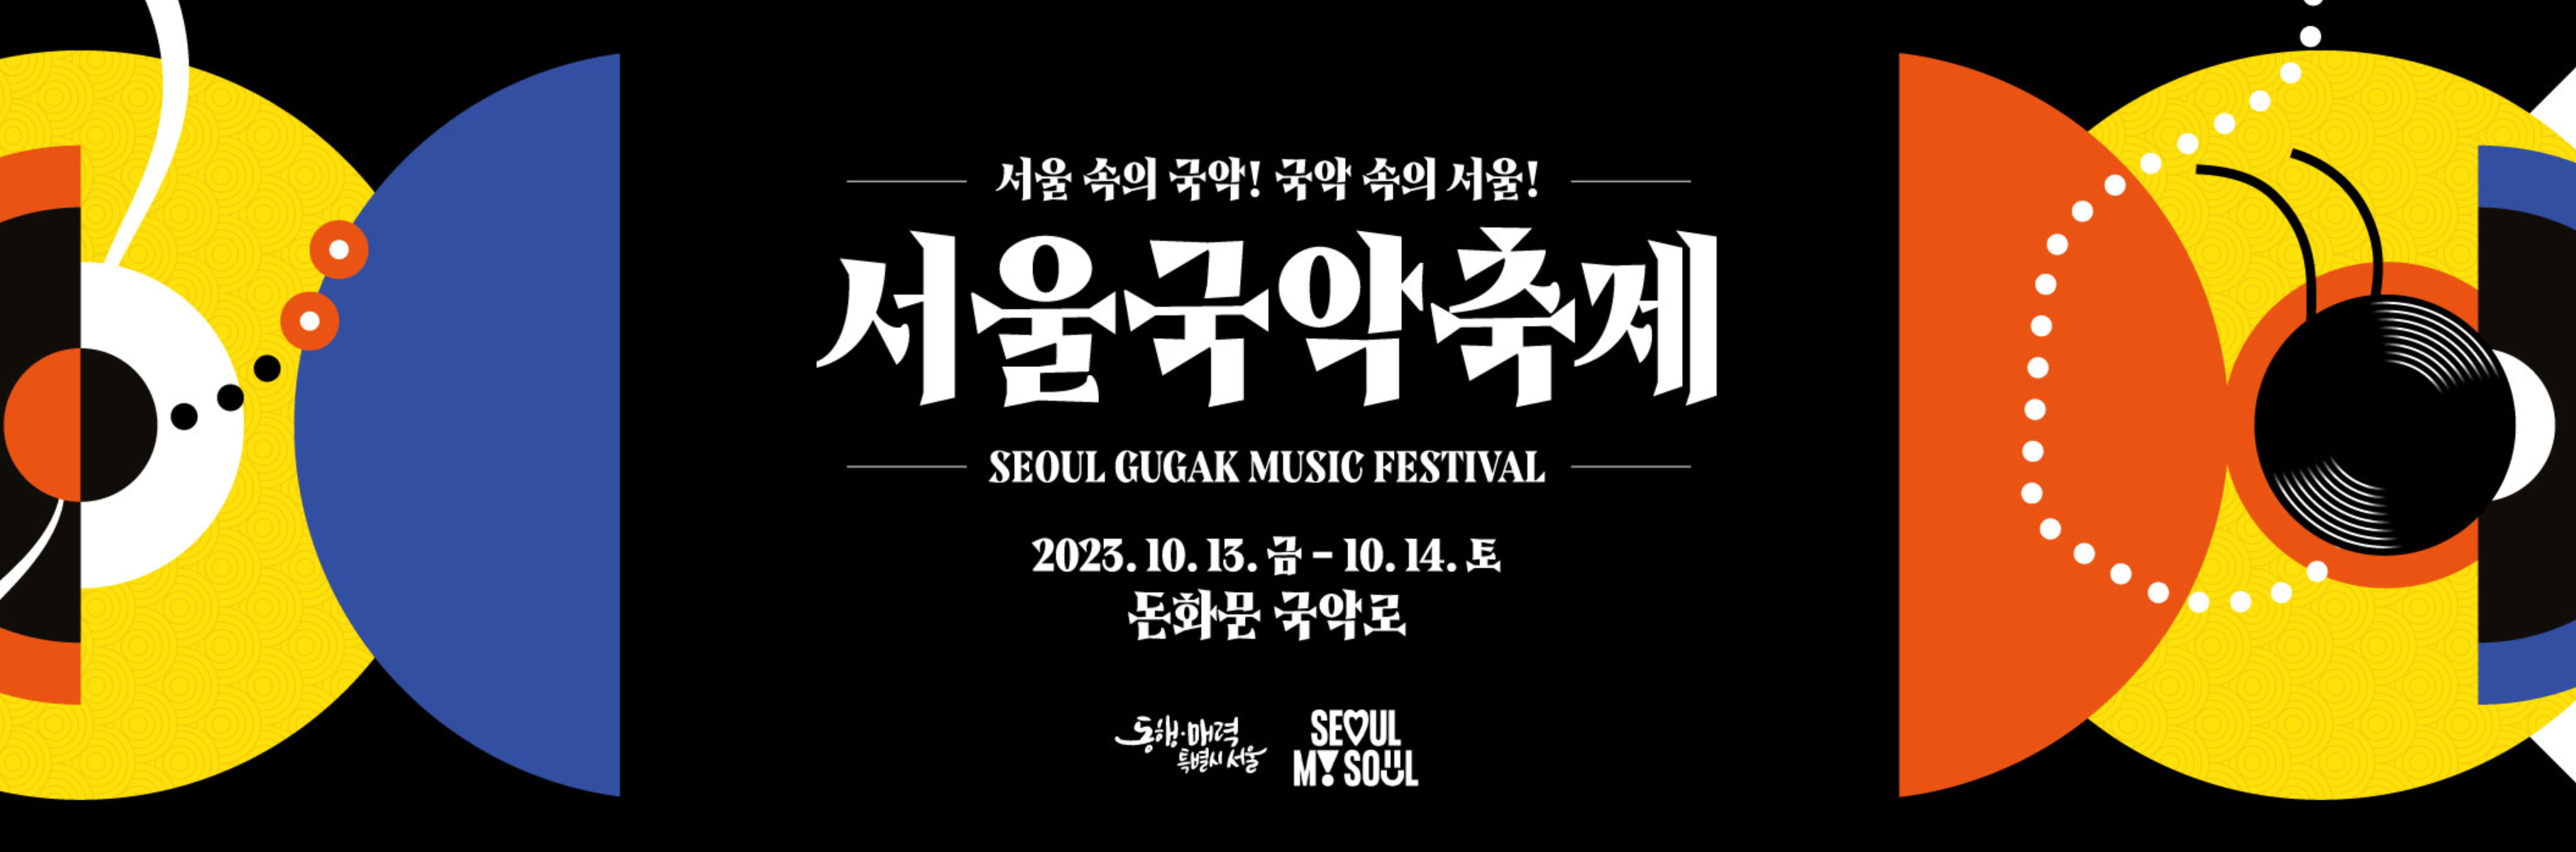 서울 속의 국악! 국악 속의 서울!
서울국악축제
SEOUL GUGAK MUSIC FESTIVAL
2023. 10. 13. 금 - 10. 14. 토
돈화문 국악로
동행·매력
특별시 서울
SEOUL
MY SOUL